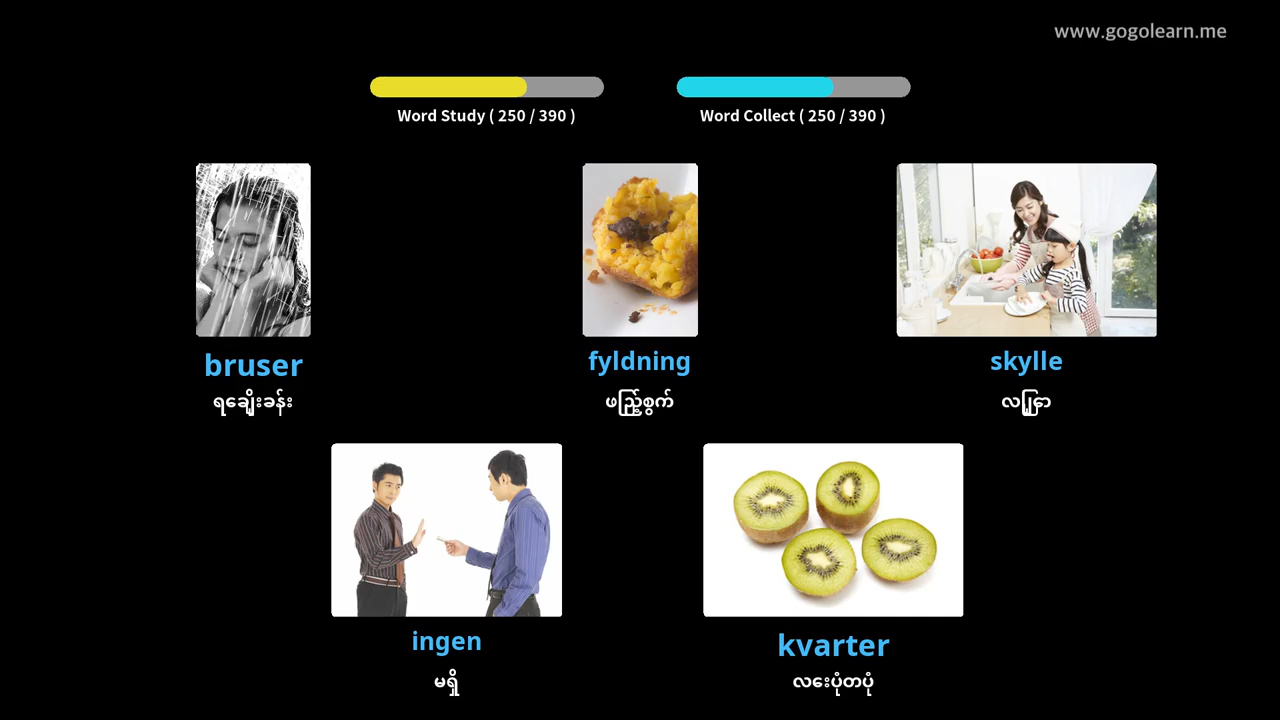 www.gogolearn.me
Word Study ( 250 / 390 )
Word Collect ( 250 / 390 )
bruser
ရေချိုးခန်း
fyldning
ဖြည့်စွက်
skylle
လျှော
ingen
မရှိ
kvarter
လေးပုံတပုံ